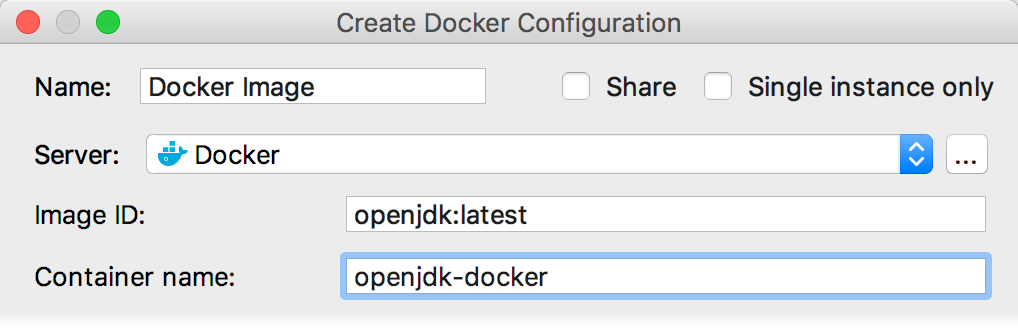 Create Docker Configuration
Name: Docker Image Share Single instance only
Server: Docker ...
Image ID: openjdk:latest
Container name: openjdk-docker